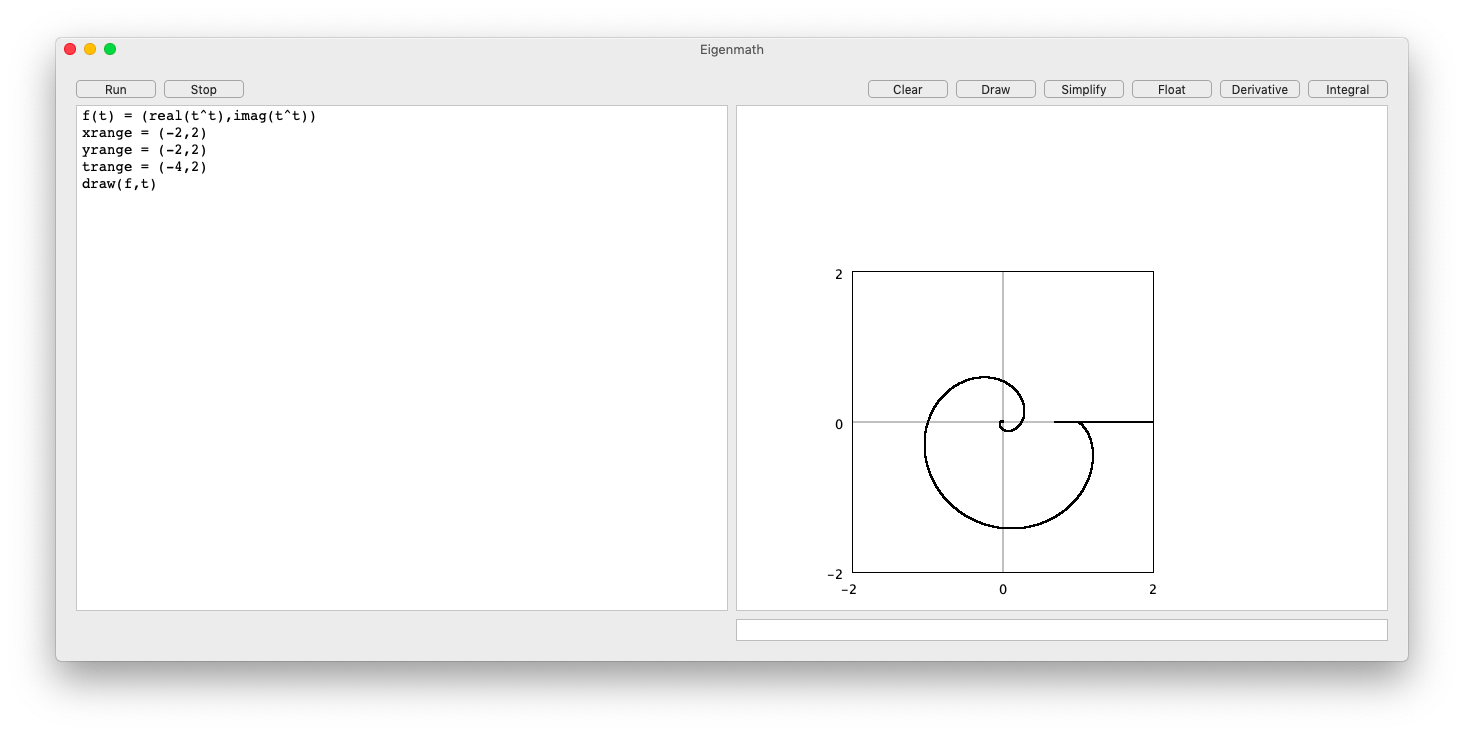 Eigenmath
Run Stop Clear Draw Simplify Float Derivative Integral
f(t) = (real(t^t),imag(t^t))
xrange = (-2,2)
yrange = (-2,2)
trange = (-4,2)
draw(f,t)
2
0
−2
−2 0 2